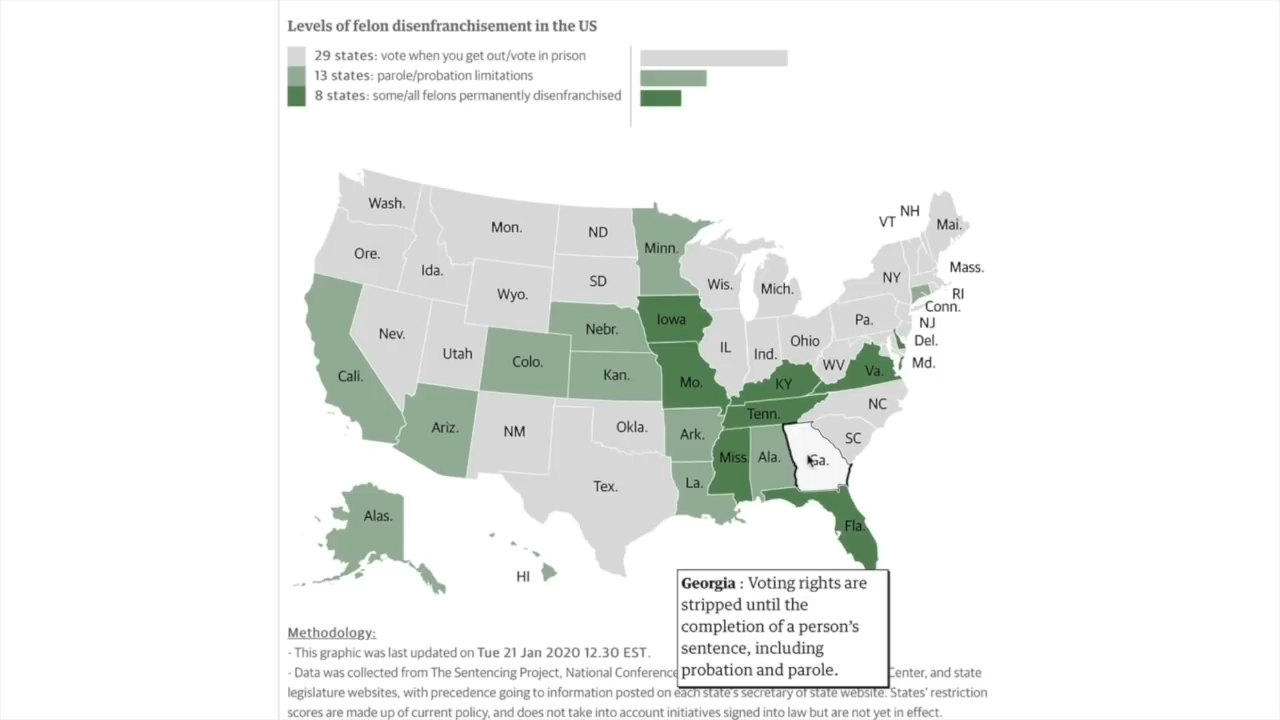 Levels of felon disenfranchisement in the US
29 states: vote when you get out/vote in prison
13 states: parole/probation limitations
8 states: some/all felons permanently disenfranchised
Wash.
Mon.
ND
Minn.
VT
NH
Mai.
Ore.
Ida.
SD
Wis.
Mich.
NY
Mass.
Wyo.
RI
Conn.
Nev.
Nebr.
Iowa
Pa.
NJ
Utah
Colo.
IL
Ind.
Ohio
Del.
Cali.
Kan.
Mo.
KY
WV
Va.
Md.
Ariz.
NM
Okla.
Ark.
Tenn.
NC
SC
Tex.
La.
Miss.
Ala.
Ga.
Alas.
HI
Fla.
Georgia : Voting rights are
stripped until the
completion of a person's
sentence, including
probation and parole.
Methodology:
- This graphic was last updated on Tue 21 Jan 2020 12.30 EST.
- Data was collected from The Sentencing Project, National Conference Center, and state
legislature websites, with precedence going to information posted on each state's secretary of state website. States' restriction
scores are made up of current policy, and does not take into account initiatives signed into law but are not yet in effect.